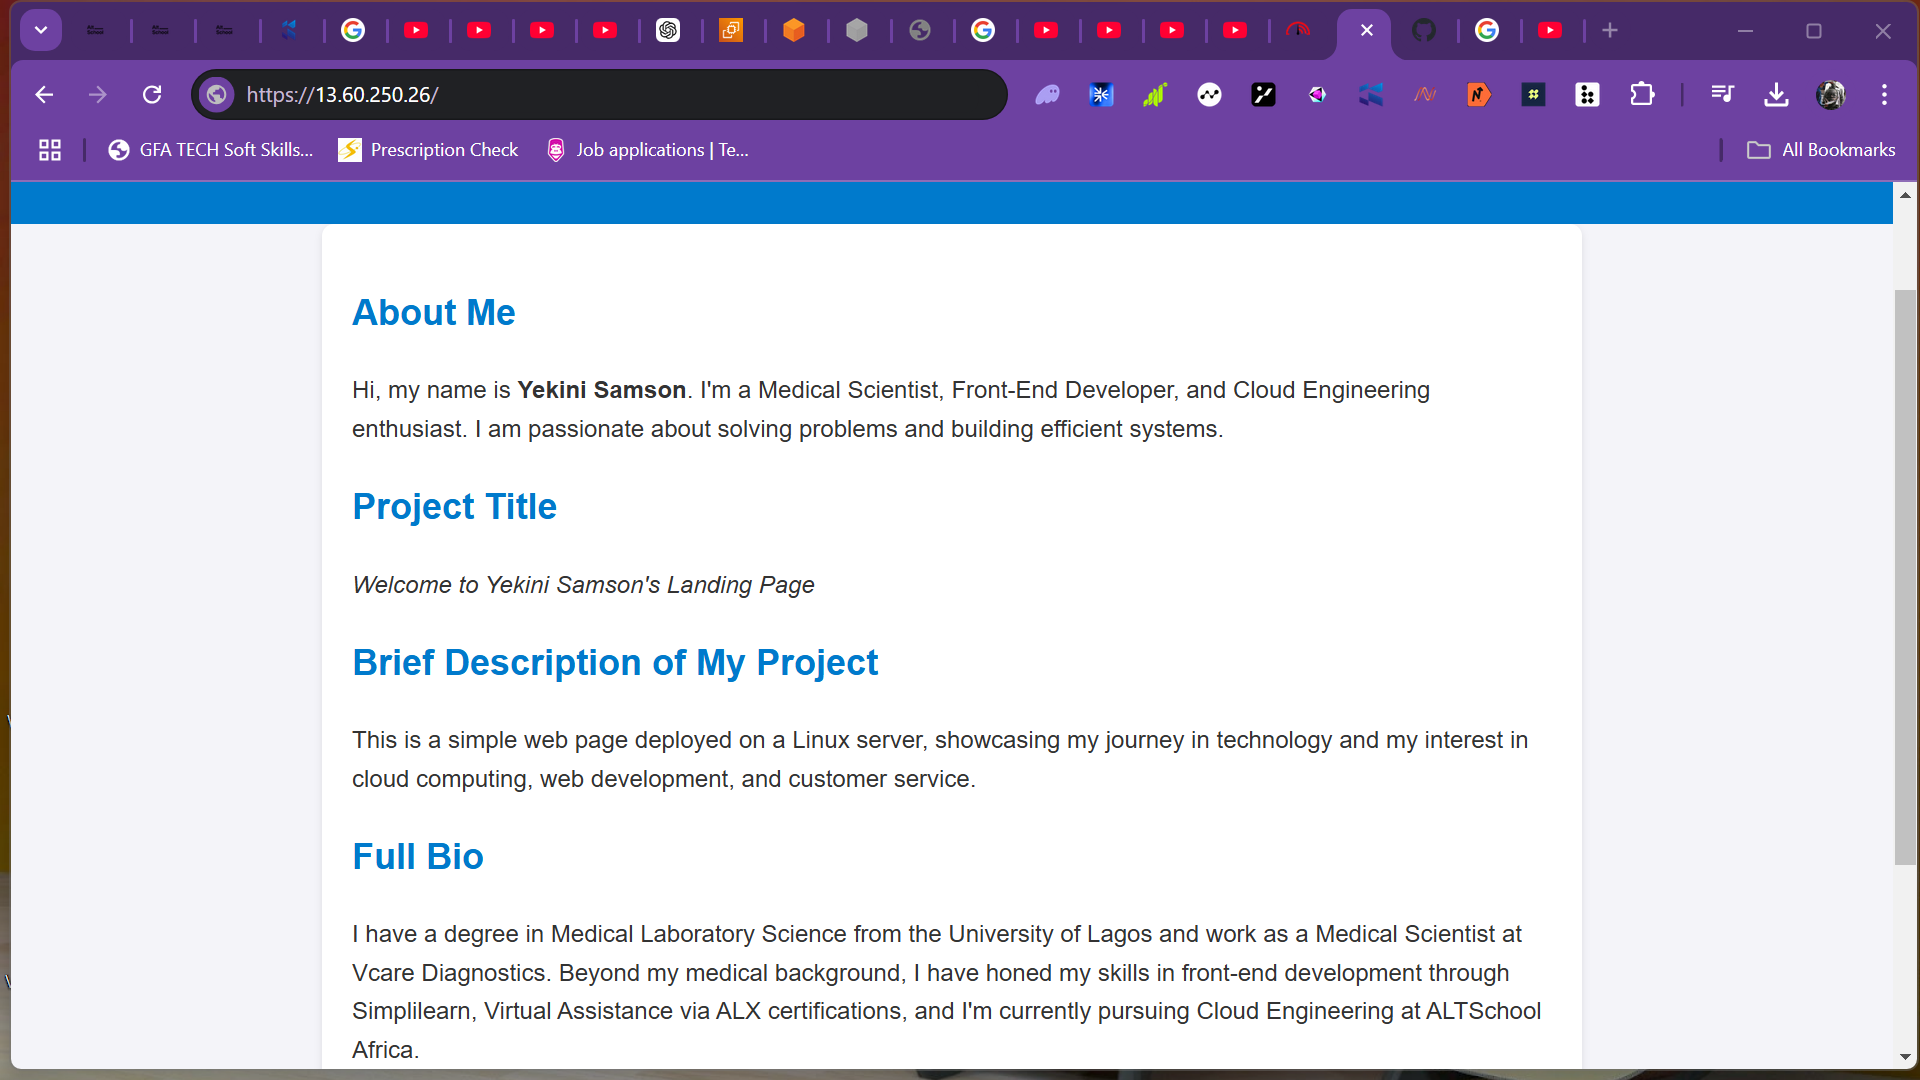 https://13.60.250.26/
GFA TECH Soft Skills...
Prescription Check
Job applications | Te...
All Bookmarks
About Me
Hi, my name is Yekini Samson. I'm a Medical Scientist, Front-End Developer, and Cloud Engineering
enthusiast. I am passionate about solving problems and building efficient systems.
Project Title
Welcome to Yekini Samson's Landing Page
Brief Description of My Project
This is a simple web page deployed on a Linux server, showcasing my journey in technology and my interest in
cloud computing, web development, and customer service.
Full Bio
I have a degree in Medical Laboratory Science from the University of Lagos and work as a Medical Scientist at
Vcare Diagnostics. Beyond my medical background, I have honed my skills in front-end development through
Simplilearn, Virtual Assistance via ALX certifications, and I'm currently pursuing Cloud Engineering at ALTSchool
Africa.